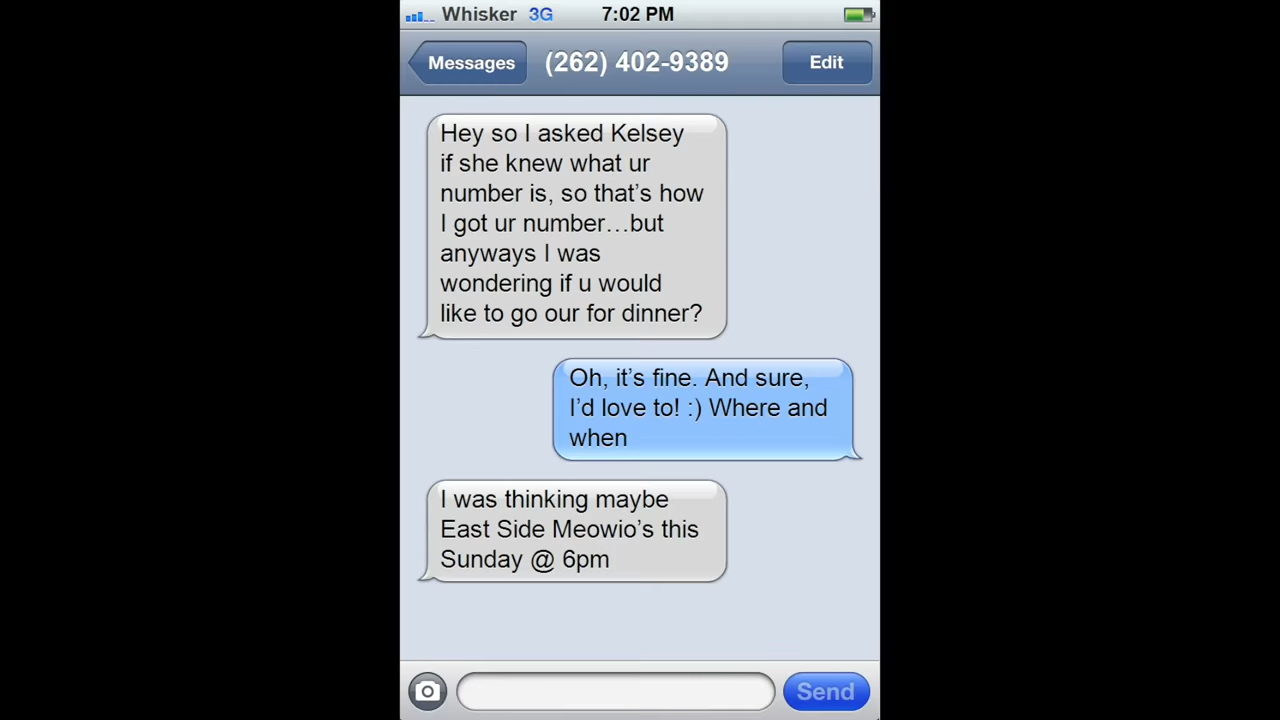 Whisker 3G 7:02 PM
Messages (262) 402-9389 Edit
Hey so I asked Kelsey
if she knew what ur
number is, so that’s how
I got ur number…but
anyways I was
wondering if u would
like to go our for dinner?
Oh, it’s fine. And sure,
I’d love to! :) Where and
when
I was thinking maybe
East Side Meowio’s this
Sunday @ 6pm
Send